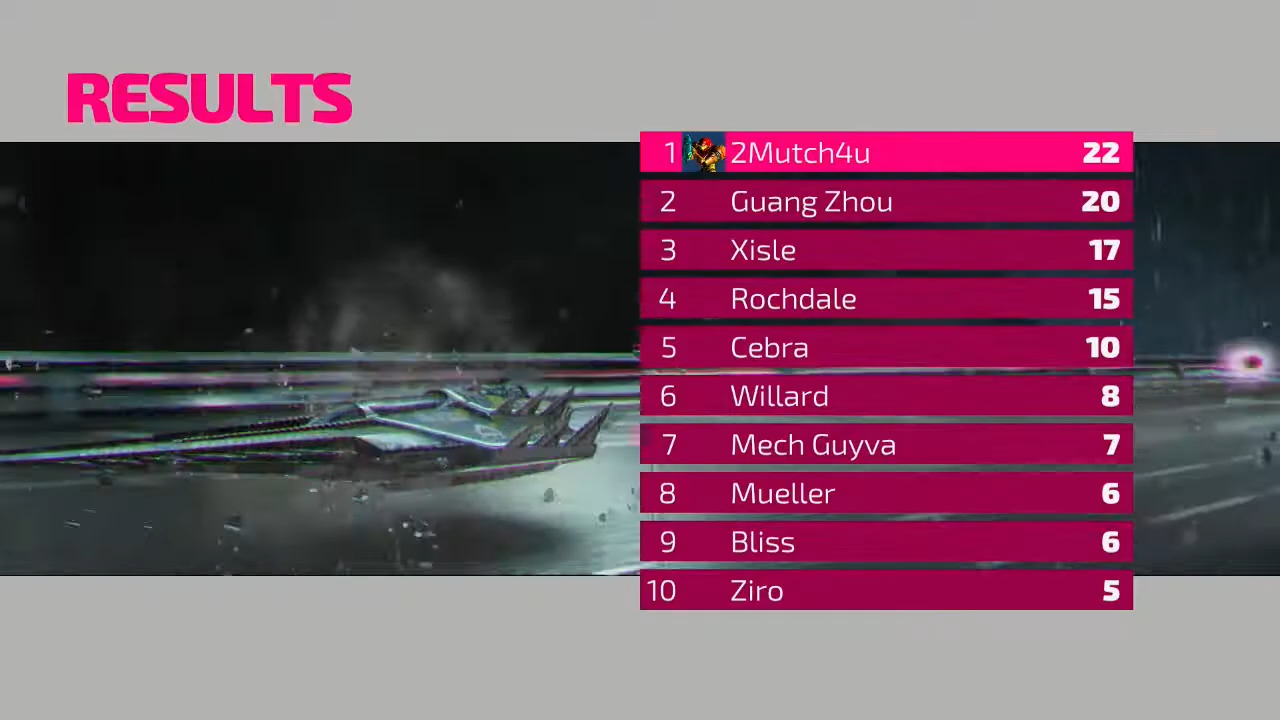 RESULTS
1 2Mutch4u 22
2 Guang Zhou 20
3 Xisle 17
4 Rochdale 15
5 Cebra 10
6 Willard 8
7 Mech Guyva 7
8 Mueller 6
9 Bliss 6
10 Ziro 5